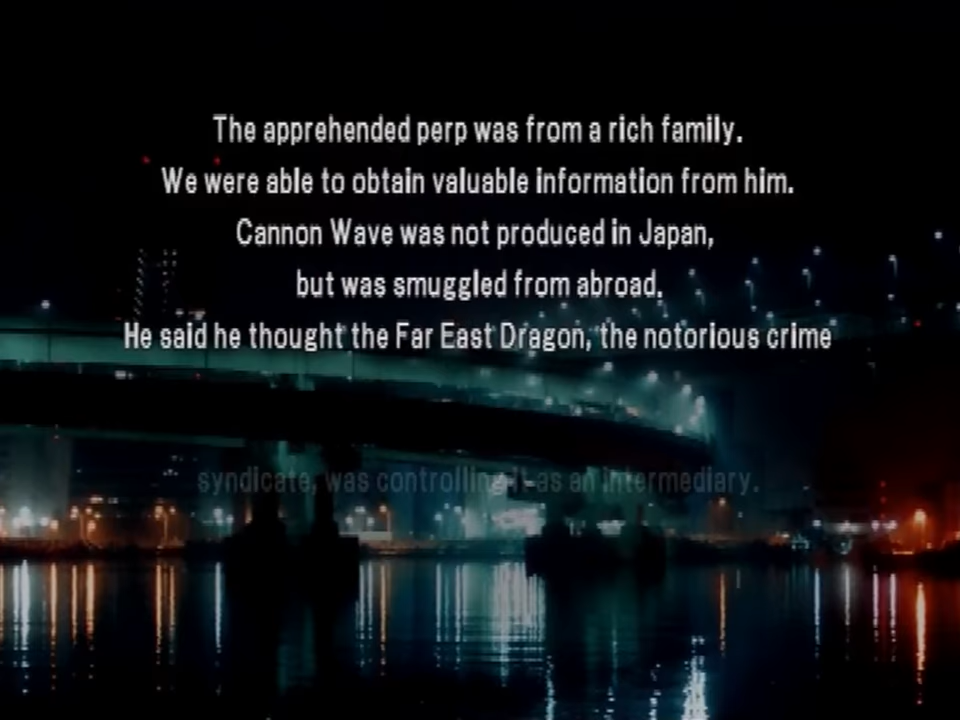 The apprehended perp was from a rich family.
We were able to obtain valuable information from him.
Cannon Wave was not produced in Japan,
but was smuggled from abroad.
He said he thought the Far East Dragon, the notorious crime
syndicate, was controlling it as an intermediary.